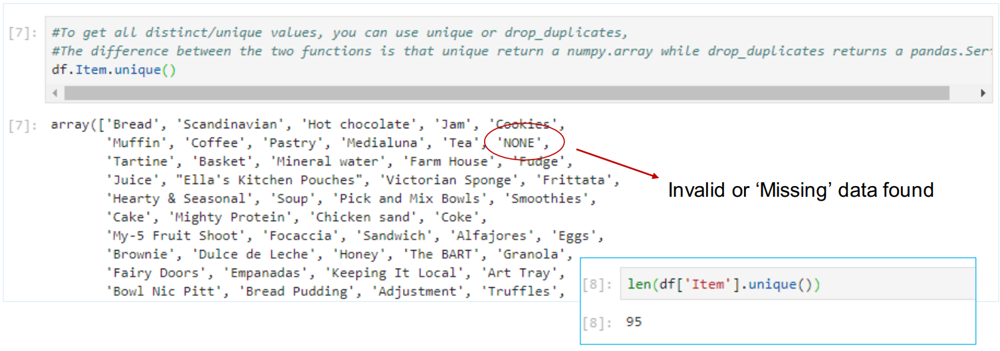 [7]: #To get all distinct/unique values, you can use unique or drop_duplicates,
#The difference between the two functions is that unique return a numpy.array while drop_duplicates returns a pandas.Ser
df.Item.unique()
[7]: array(['Bread', 'Scandinavian', 'Hot chocolate', 'Jam', 'Cookies',
'Muffin', 'Coffee', 'Pastry', 'Medialuna', 'Tea', 'NONE',
'Tartine', 'Basket', 'Mineral water', 'Farm House', 'Fudge',
'Juice', "Ella's Kitchen Pouches", 'Victorian Sponge', 'Frittata',
'Hearty & Seasonal', 'Soup', 'Pick and Mix Bowls', 'Smoothies',
'Cake', 'Mighty Protein', 'Chicken sand', 'Coke',
'My-5 Fruit Shoot', 'Focaccia', 'Sandwich', 'Alfajores', 'Eggs',
'Brownie', 'Dulce de Leche', 'Honey', 'The BART', 'Granola',
'Fairy Doors', 'Empanadas', 'Keeping It Local', 'Art Tray',
'Bowl Nic Pitt', 'Bread Pudding', 'Adjustment', 'Truffles',
Invalid or ‘Missing’ data found
[8]: len(df['Item'].unique())
[8]: 95